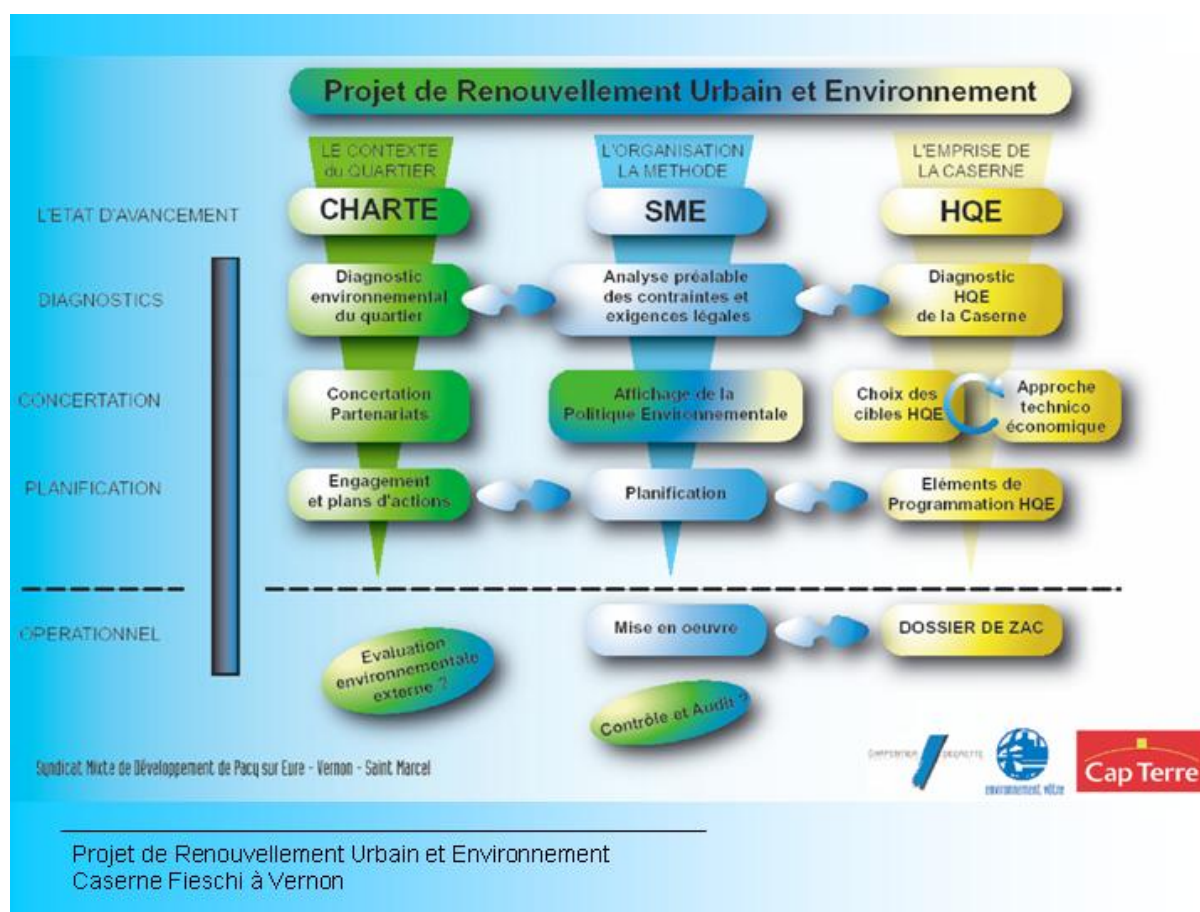 Projet de Renouvellement Urbain et Environnement
LE CONTEXTE
du QUARTIER
L'ORGANISATION
LA METHODE
L'EMPRISE DE
LA CASERNE
L'ETAT D'AVANCEMENT
CHARTE
SME
HQE
DIAGNOSTICS
Diagnostic
environnemental
du quartier
Analyse préalable
des contraintes et
exigences légales
Diagnostic
HQE
de la Caserne
CONCERTATION
Concertation
Partenariats
Affichage de la
Politique Environnementale
Choix des
cibles HQE
Approche
technico
économique
PLANIFICATION
Engagement
et plans d'actions
Planification
Eléments de
Programmation HQE
OPERATIONNEL
Mise en oeuvre
DOSSIER DE ZAC
Evaluation
environnementale
externe ?
Contrôle et Audit ?
Syndicat Mixte de Développement de Pacy sur Eure - Vernon - Saint Marcel
CHARPENTIER
environnement vôtre
Cap Terre
Projet de Renouvellement Urbain et Environnement
Caserne Fieschi à Vernon